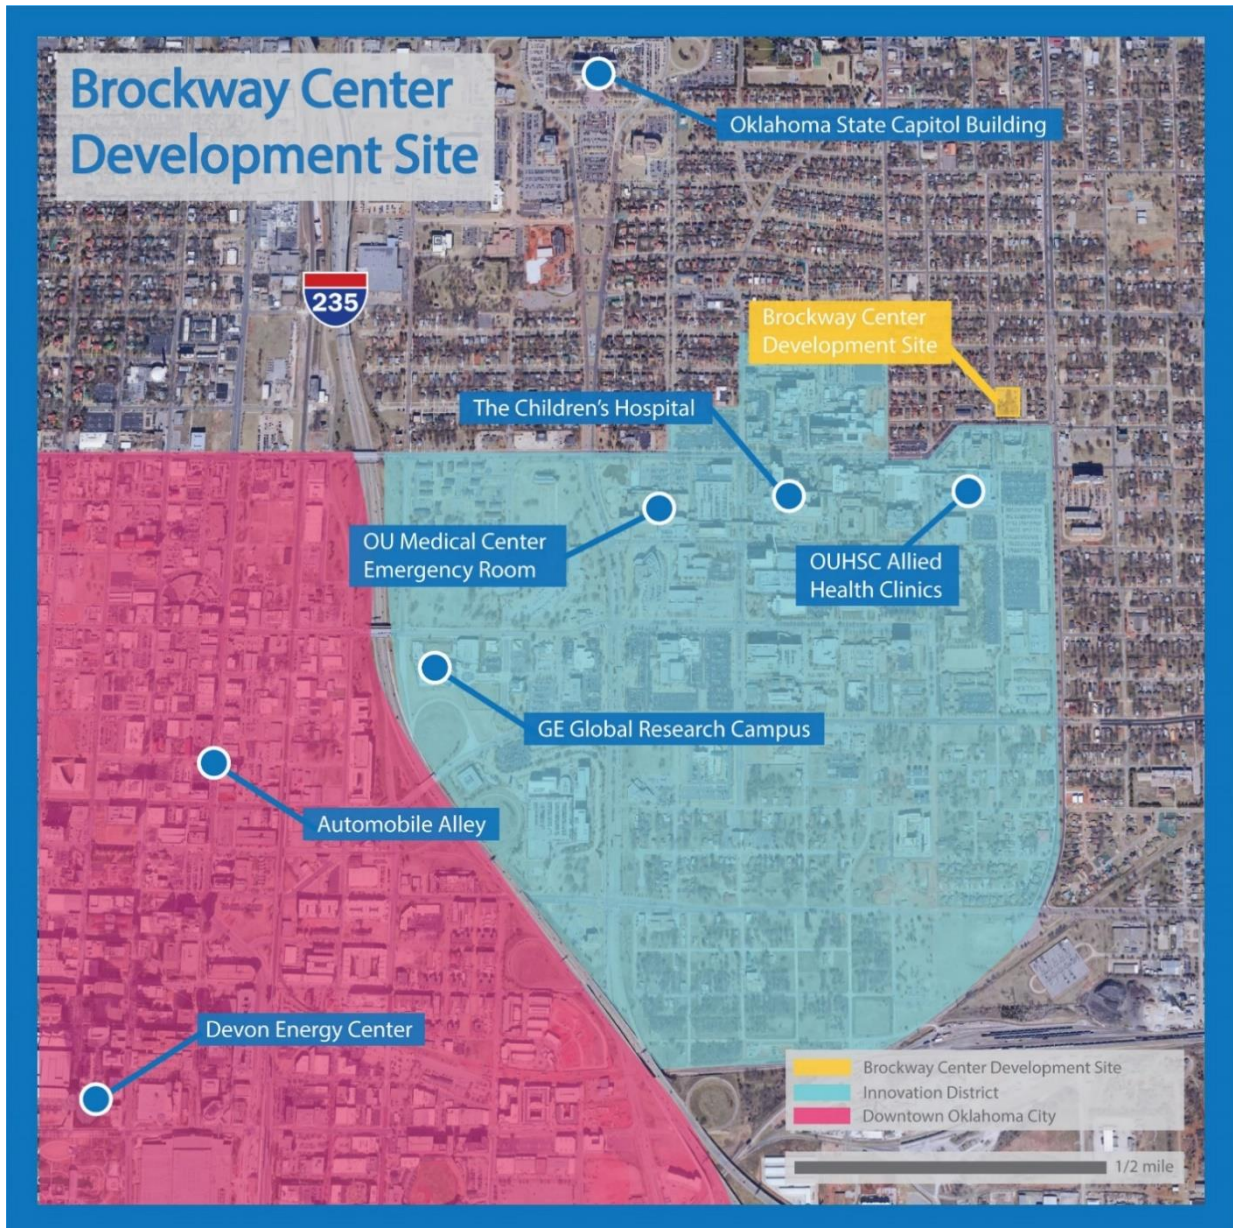 Brockway Center
Development Site
Oklahoma State Capitol Building
235
Brockway Center
Development Site
The Children's Hospital
OU Medical Center
Emergency Room
OUHSC Allied
Health Clinics
GE Global Research Campus
Automobile Alley
Devon Energy Center
Brockway Center Development Site
Innovation District
Downtown Oklahoma City
1/2 mile